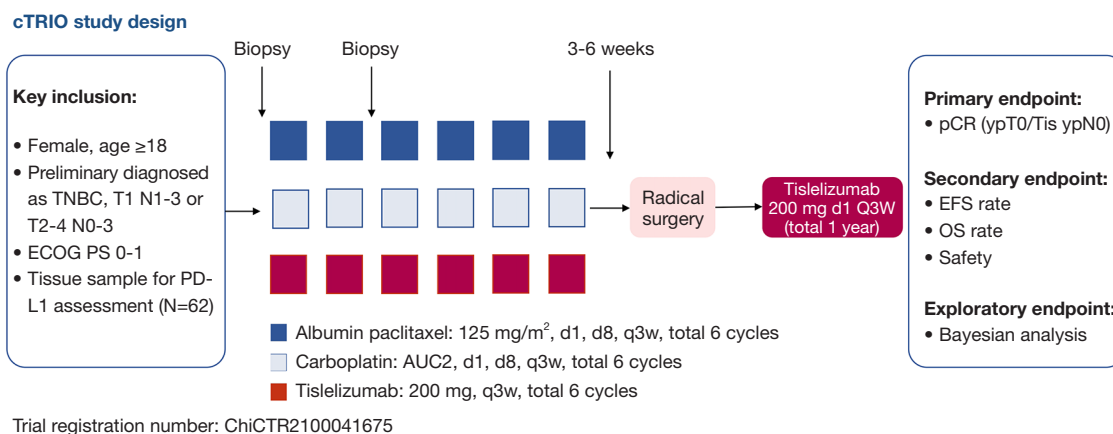 cTRIO study design
Biopsy
Biopsy
3-6 weeks
Key inclusion:
• Female, age ≥18
• Preliminary diagnosed
as TNBC, T1 N1-3 or
T2-4 N0-3
• ECOG PS 0-1
• Tissue sample for PD-
L1 assessment (N=62)
Radical
surgery
Tislelizumab
200 mg d1 Q3W
(total 1 year)
Primary endpoint:
• pCR (ypT0/Tis ypN0)
Secondary endpoint:
• EFS rate
• OS rate
• Safety
Exploratory endpoint:
• Bayesian analysis
Albumin paclitaxel: 125 mg/m², d1, d8, q3w, total 6 cycles
Carboplatin: AUC2, d1, d8, q3w, total 6 cycles
Tislelizumab: 200 mg, q3w, total 6 cycles
Trial registration number: ChiCTR2100041675